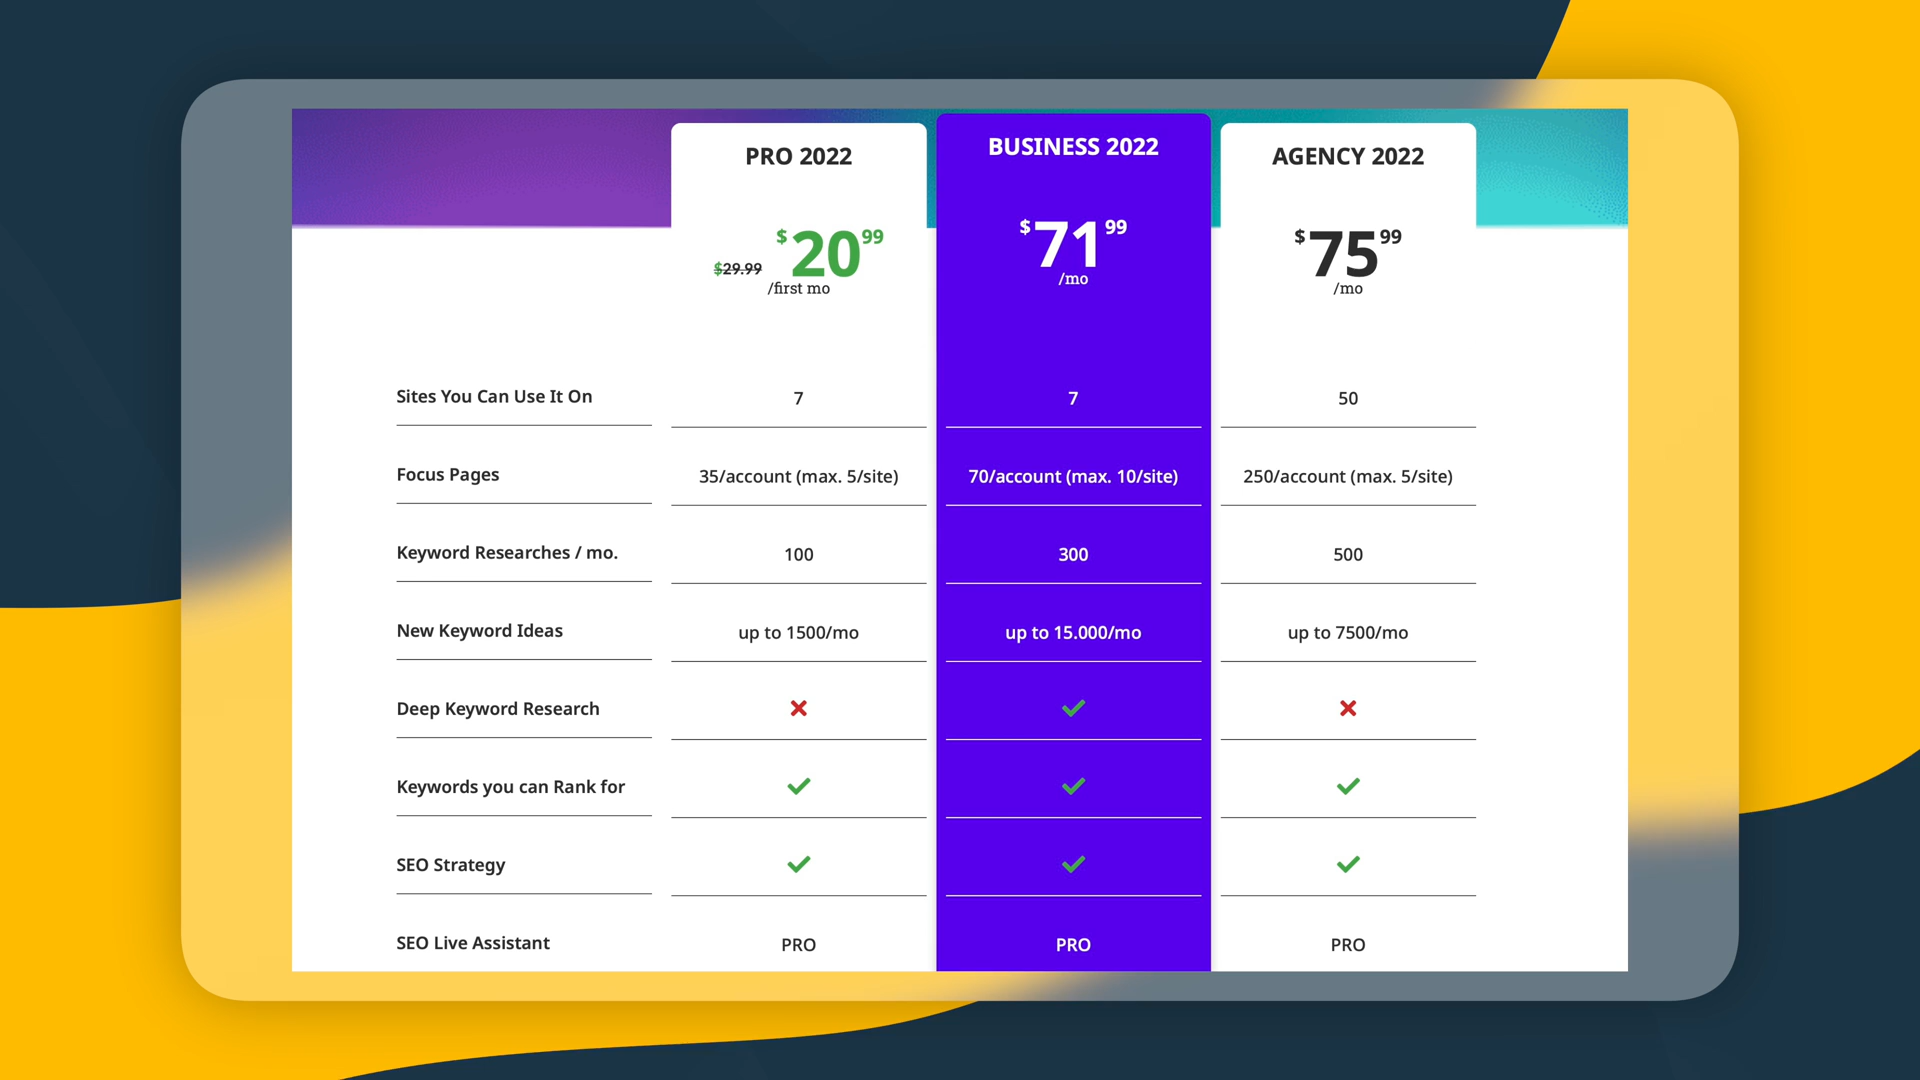 PRO 2022
BUSINESS 2022
AGENCY 2022
$29.99 $20.99
/first mo
$71.99
/mo
$75.99
/mo
Sites You Can Use It On 7 7 50
Focus Pages 35/account (max. 5/site) 70/account (max. 10/site) 250/account (max. 5/site)
Keyword Researches / mo. 100 300 500
New Keyword Ideas up to 1500/mo up to 15.000/mo up to 7500/mo
Deep Keyword Research
Keywords you can Rank for
SEO Strategy
SEO Live Assistant PRO PRO PRO